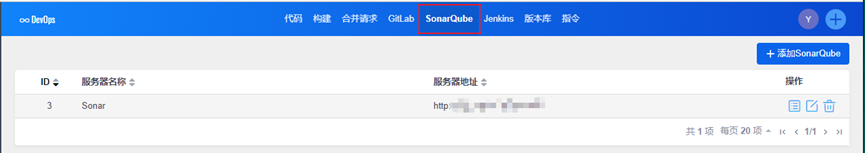 DevOps 代码 构建 合并请求 GitLab SonarQube Jenkins 版本库 指令 Y
添加SonarQube
ID 服务器名称 服务器地址 操作
3 Sonar http:
共 1 项 每页 20 项 1/1